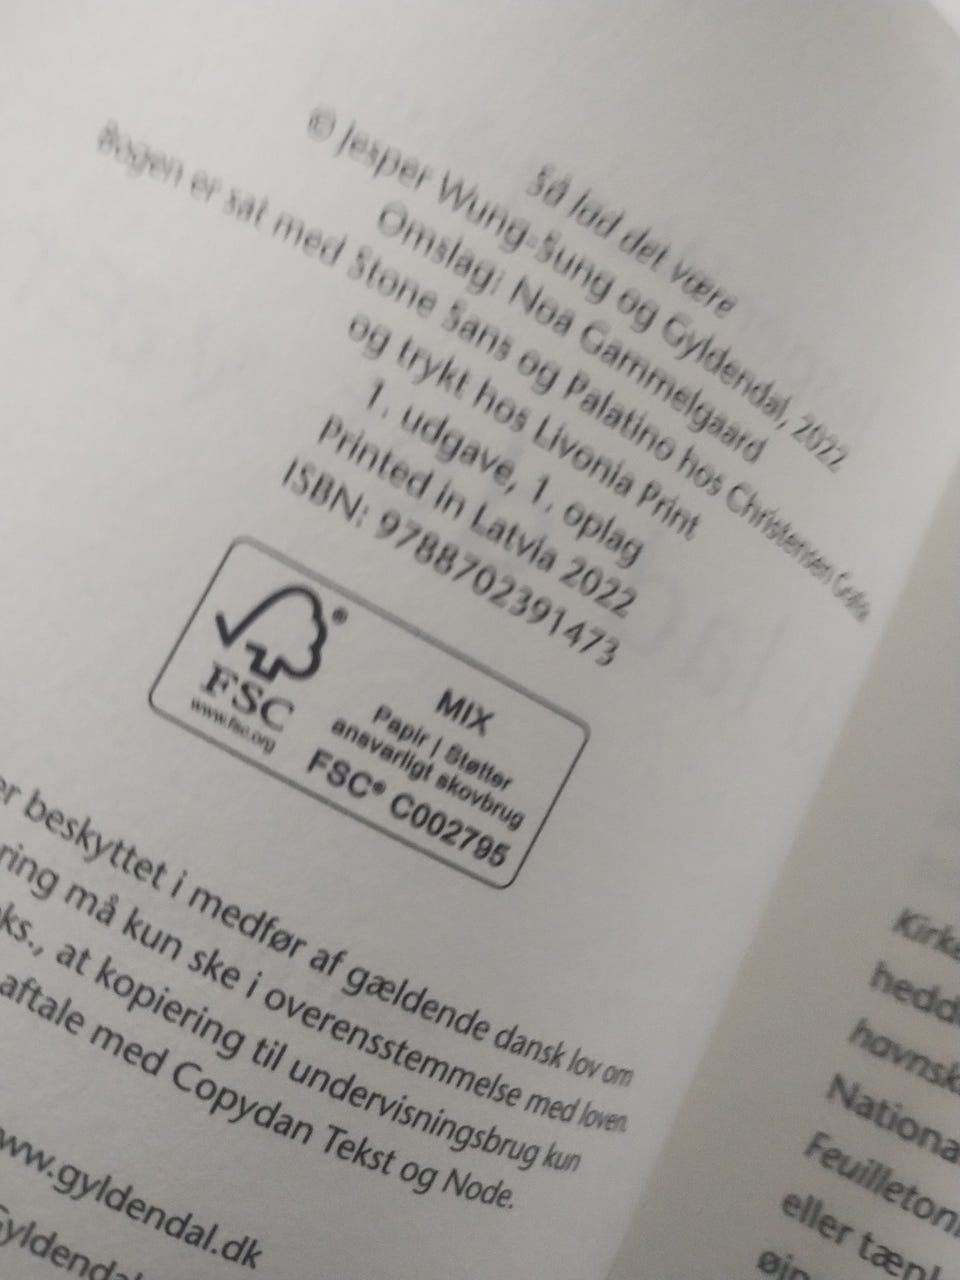 Så lad det være
© Jesper Wung-Sung og Gyldendal, 2022
Omslag: Noa Gammelgaard
Bogen er sat med Stone Sans og Palatino hos Christensen Grafisk
og trykt hos Livonia Print
1. udgave, 1. oplag
Printed in Latvia 2022
ISBN: 9788702391473
FSC®
www.fsc.org
MIX
Papir | Støtter
ansvarligt skovbrug
FSC® C002795
er beskyttet i medfør af gældende dansk lov om
ring må kun ske i overensstemmelse med loven.
ks., at kopiering til undervisningsbrug kun
aftale med Copydan Tekst og Node.
www.gyldendal.dk
Gyldendal
Kirke
hedd
havnsk
Nationa
Feuilleton
eller tænk